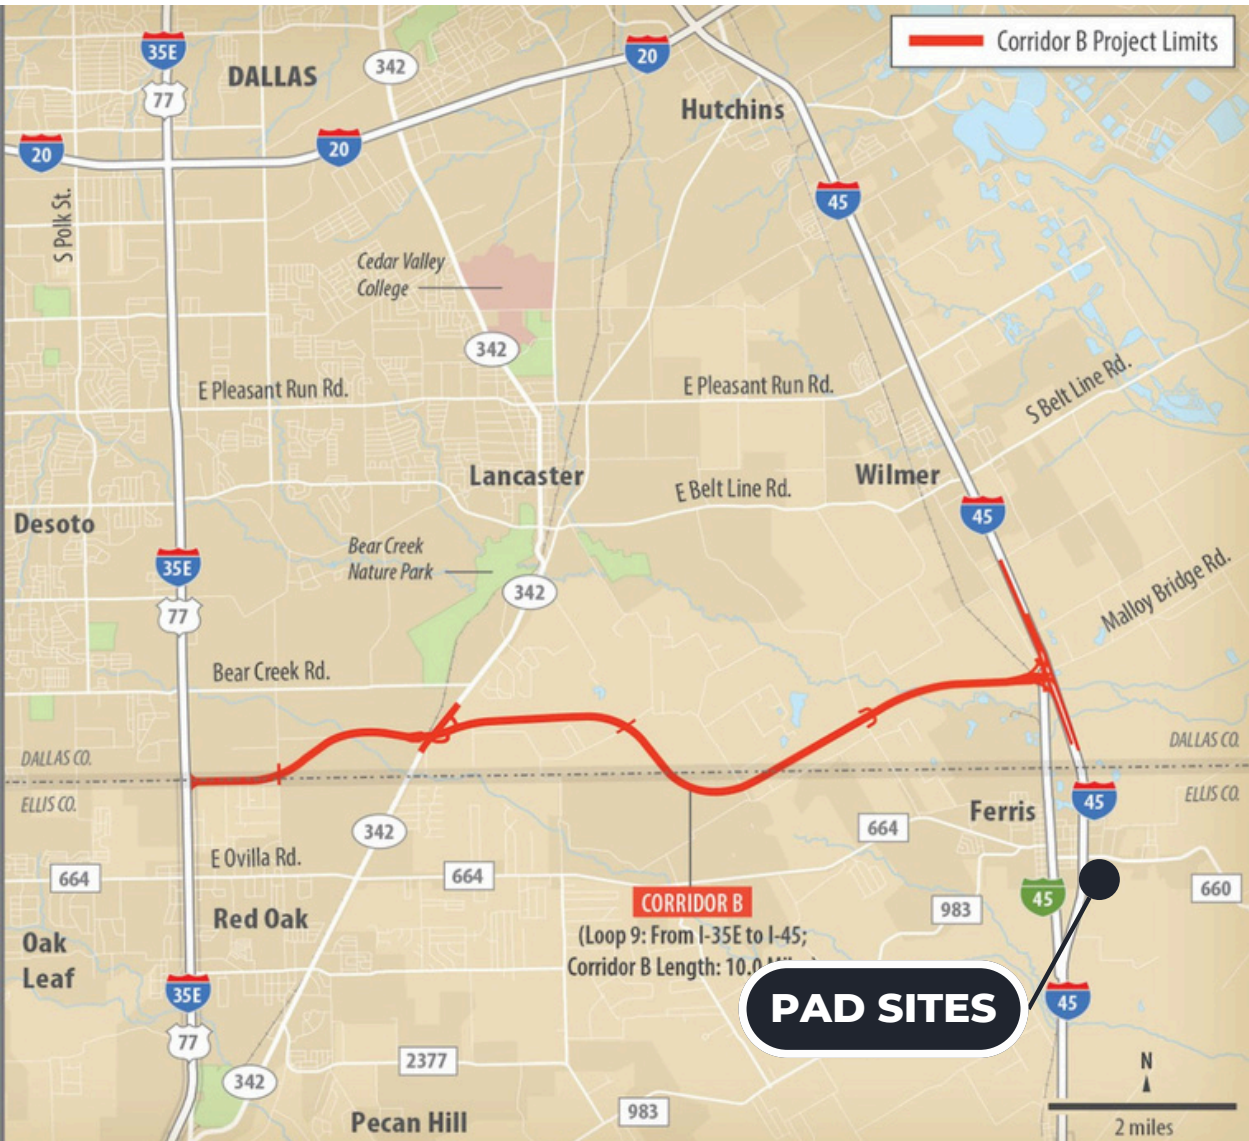 35E
77
DALLAS
342
20
Corridor B Project Limits
Hutchins
20
20
45
S Polk St.
Cedar Valley
College
342
E Pleasant Run Rd.
E Pleasant Run Rd.
S Belt Line Rd.
Lancaster
Wilmer
E Belt Line Rd.
Desoto
45
Bear Creek
Nature Park
35E
77
342
Malloy Bridge Rd.
Bear Creek Rd.
DALLAS CO.
ELLIS CO.
DALLAS CO.
ELLIS CO.
45
Ferris
342
664
E Ovilla Rd.
664
664
660
45
983
CORRIDOR B
(Loop 9: From I-35E to I-45;
Corridor B Length: 10.0
Red Oak
Oak
Leaf
35E
77
PAD SITES
45
342
2377
983
Pecan Hill
N
2 miles